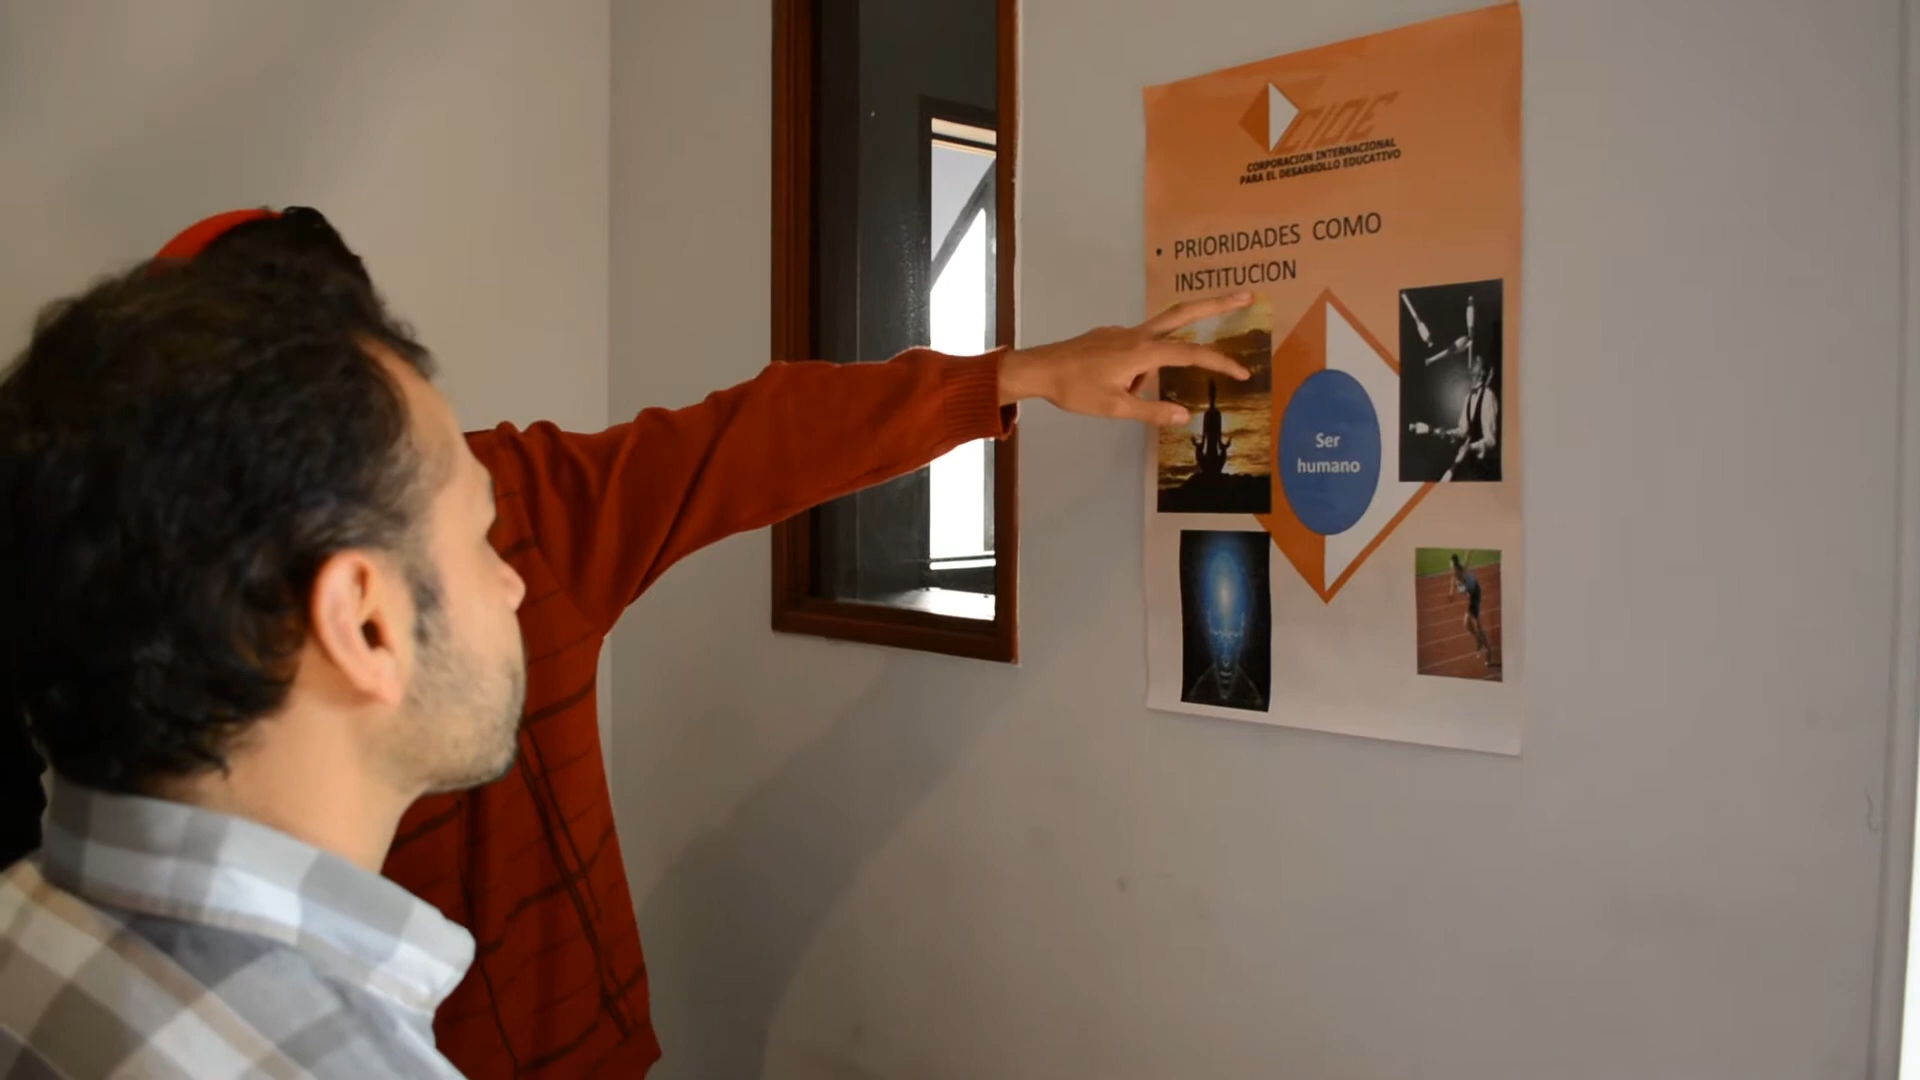 CIDE
CORPORACION INTERNACIONAL
PARA EL DESARROLLO EDUCATIVO
• PRIORIDADES COMO
INSTITUCION
Ser
humano